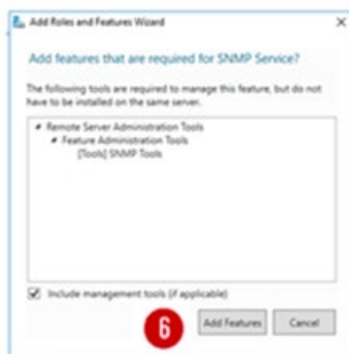 Add Roles and Features Wizard
Add features that are required for SNMP Service?
The following tools are required to manage this feature, but do not
have to be installed on the same server.
Remote Server Administration Tools
Feature Administration Tools
[Tools] SNMP Tools
Include management tools (if applicable)
6
Add Features Cancel